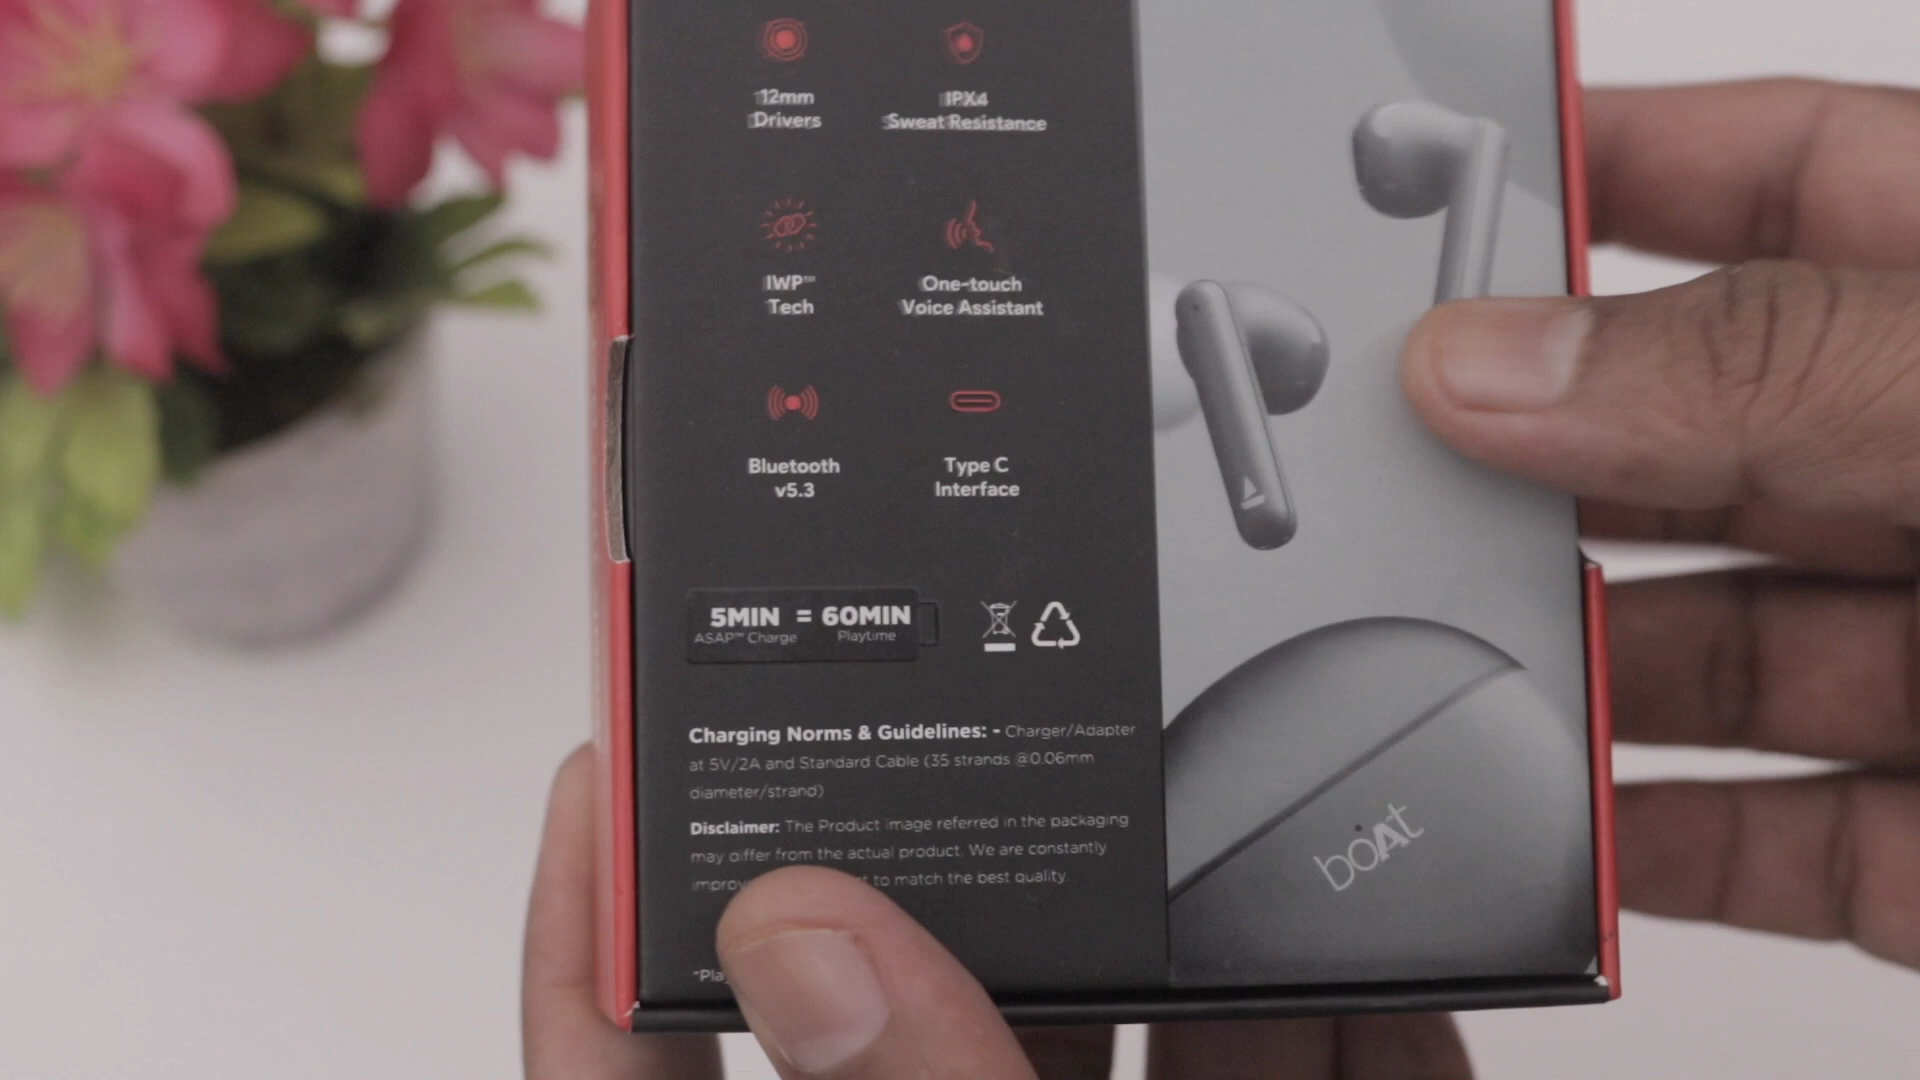 12mm
Drivers
IPX4
Sweat Resistance
IWP™
Tech
One-touch
Voice Assistant
Bluetooth
v5.3
Type C
Interface
5MIN = 60MIN
ASAP™ Charge Playtime
Charging Norms & Guidelines: - Charger/Adapter
at 5V/2A and Standard Cable (35 strands @0.06mm
diameter/strand)
Disclaimer: The Product image referred in the packaging
may differ from the actual product. We are constantly
to match the best quality.
boAt